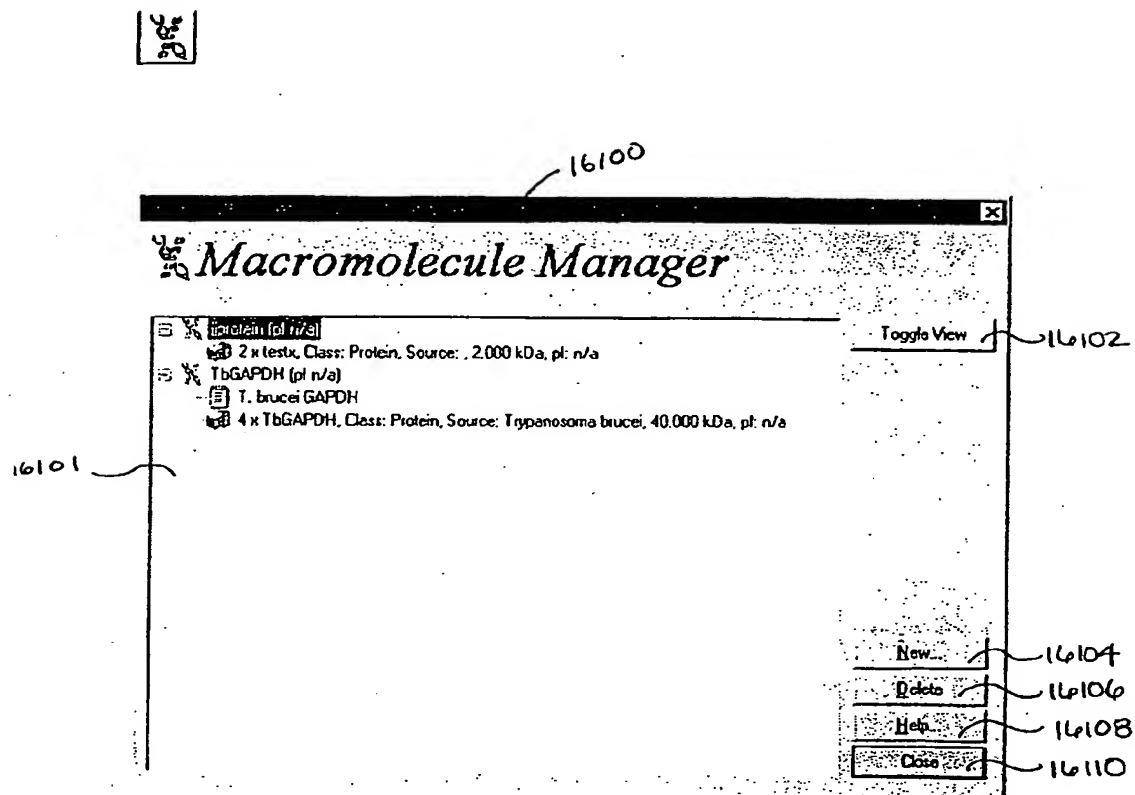 16100
Macromolecule Manager
(pI n/a)
2 x testx, Class: Protein, Source: , 2.000 kDa, pI: n/a
TbGAPDH (pI n/a)
T. brucei GAPDH
4 x TbGAPDH, Class: Protein, Source: Trypanosoma brucei, 40.000 kDa, pI: n/a
Toggle View
16102
16101
New...
16104
Delete
16106
Help...
16108
Close
16110